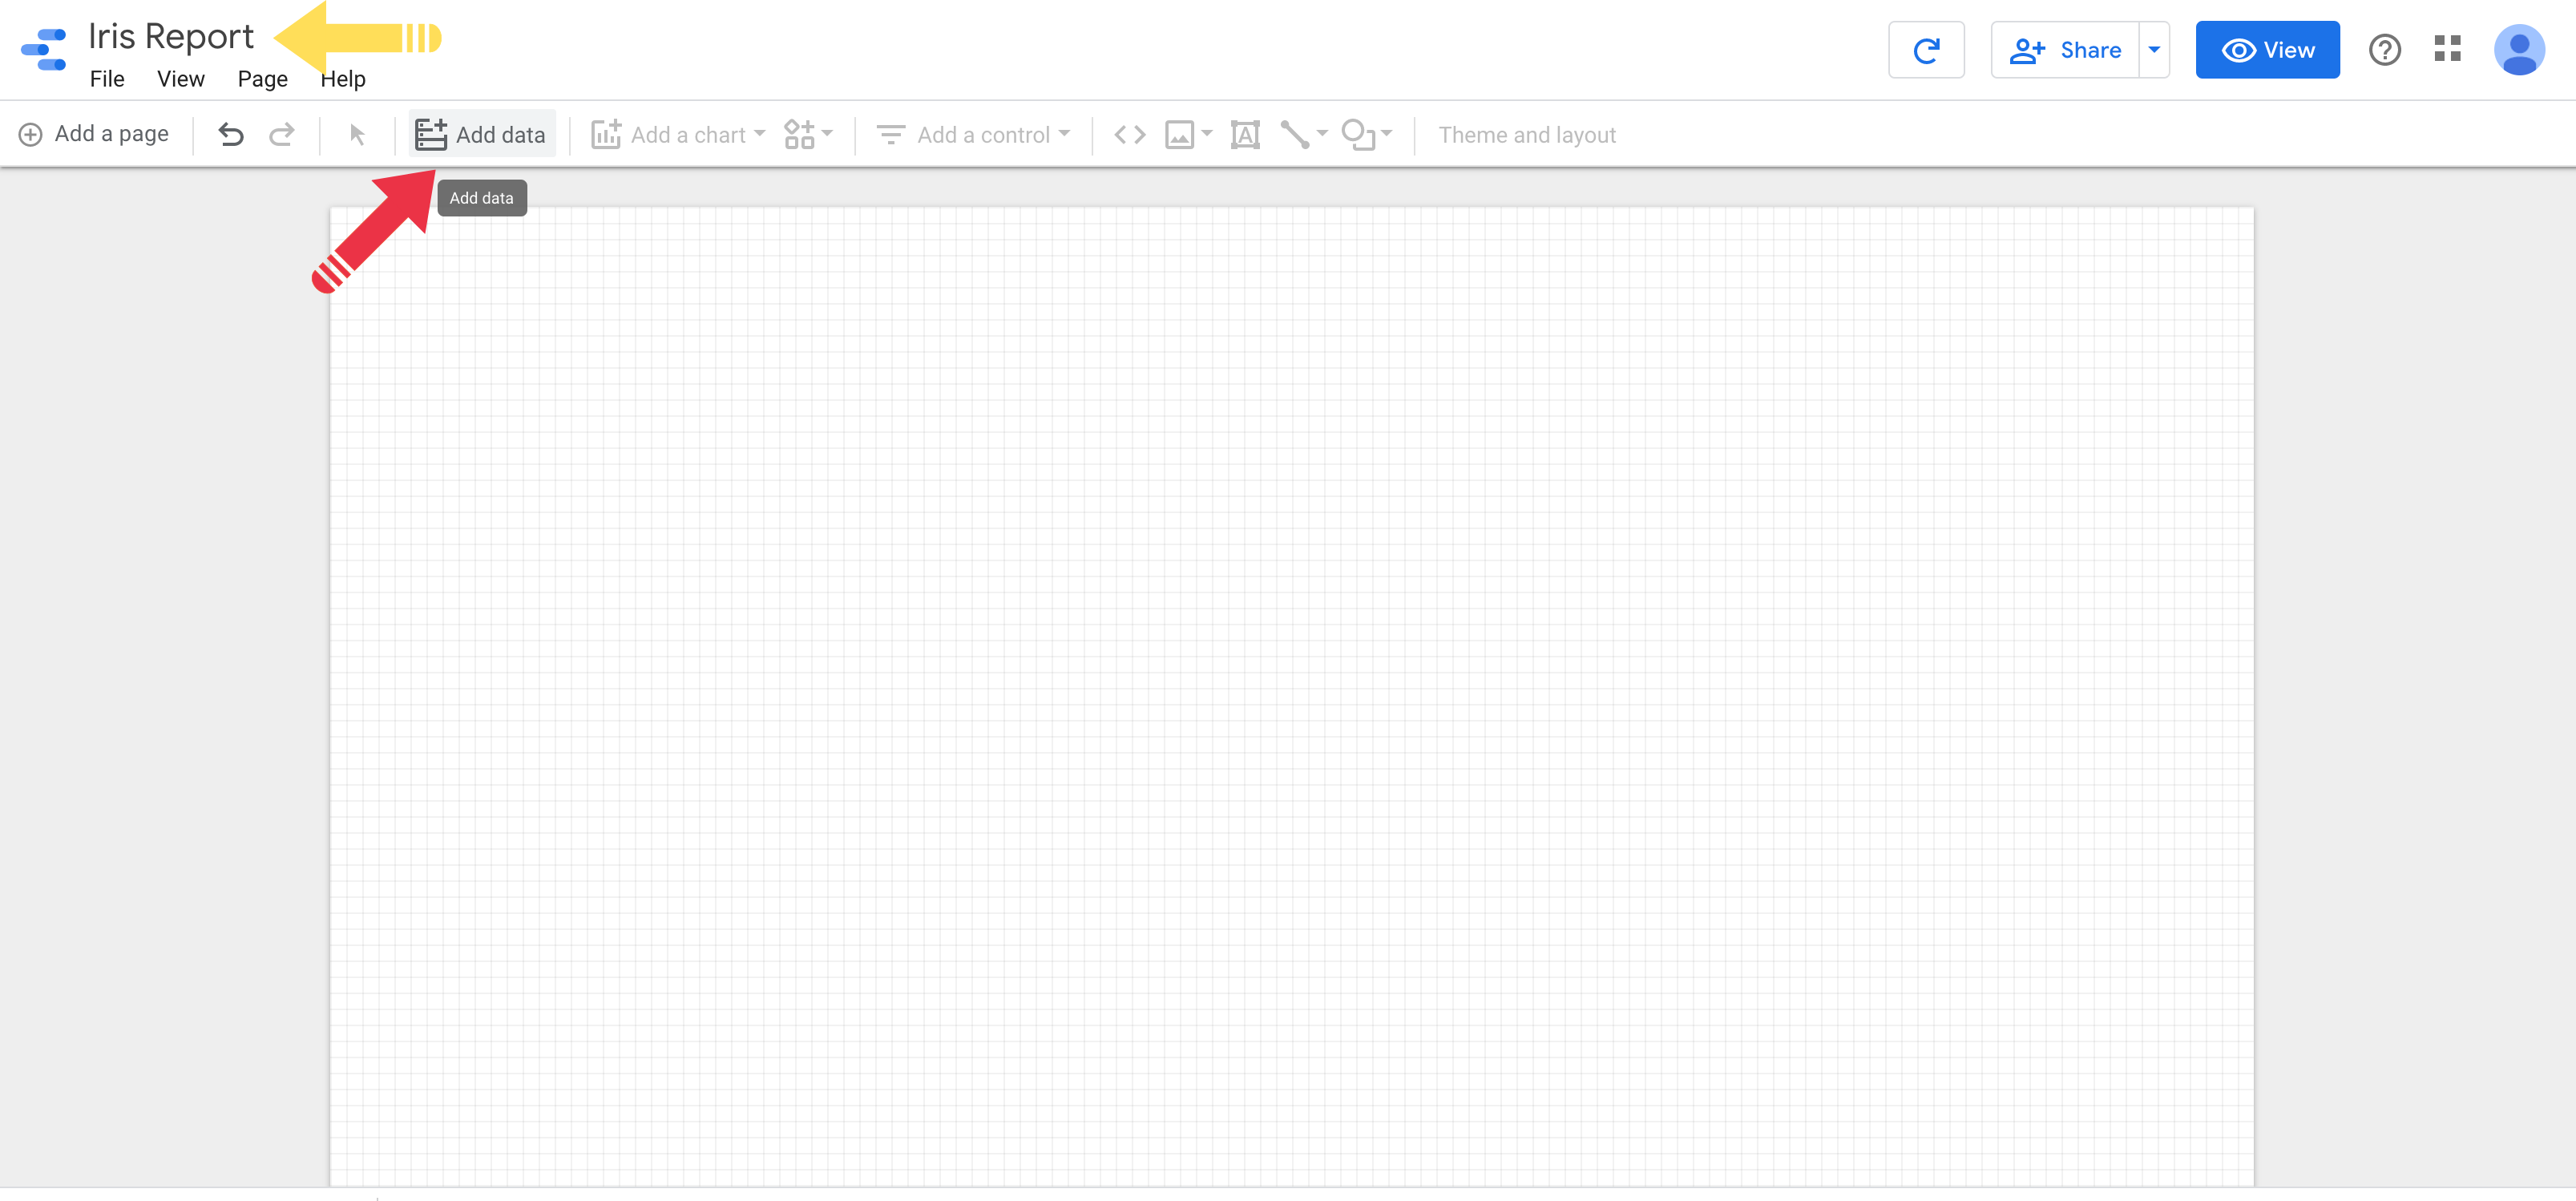 Iris Report
File View Page Help
Share
View
Add a page
Add data
Add a chart
Add a control
Theme and layout
Add data